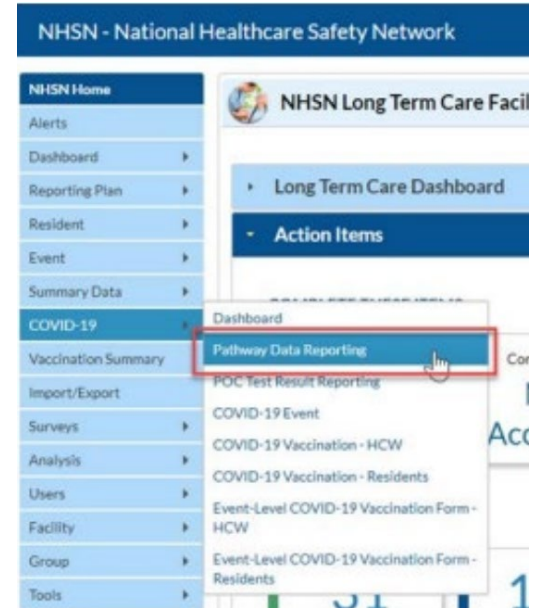 NHSN - National Healthcare Safety Network
NHSN Home
Alerts
Dashboard
Reporting Plan
Resident
Event
Summary Data
COVID-19
Vaccination Summary
Import/Export
Surveys
Analysis
Users
Facility
Group
Tools
NHSN Long Term Care Facil
Long Term Care Dashboard
Action Items
Dashboard
Pathway Data Reporting
POC Test Result Reporting
COVID-19 Event
COVID-19 Vaccination - HCW
COVID-19 Vaccination - Residents
Event-Level COVID-19 Vaccination Form -
HCW
Event-Level COVID-19 Vaccination Form -
Residents